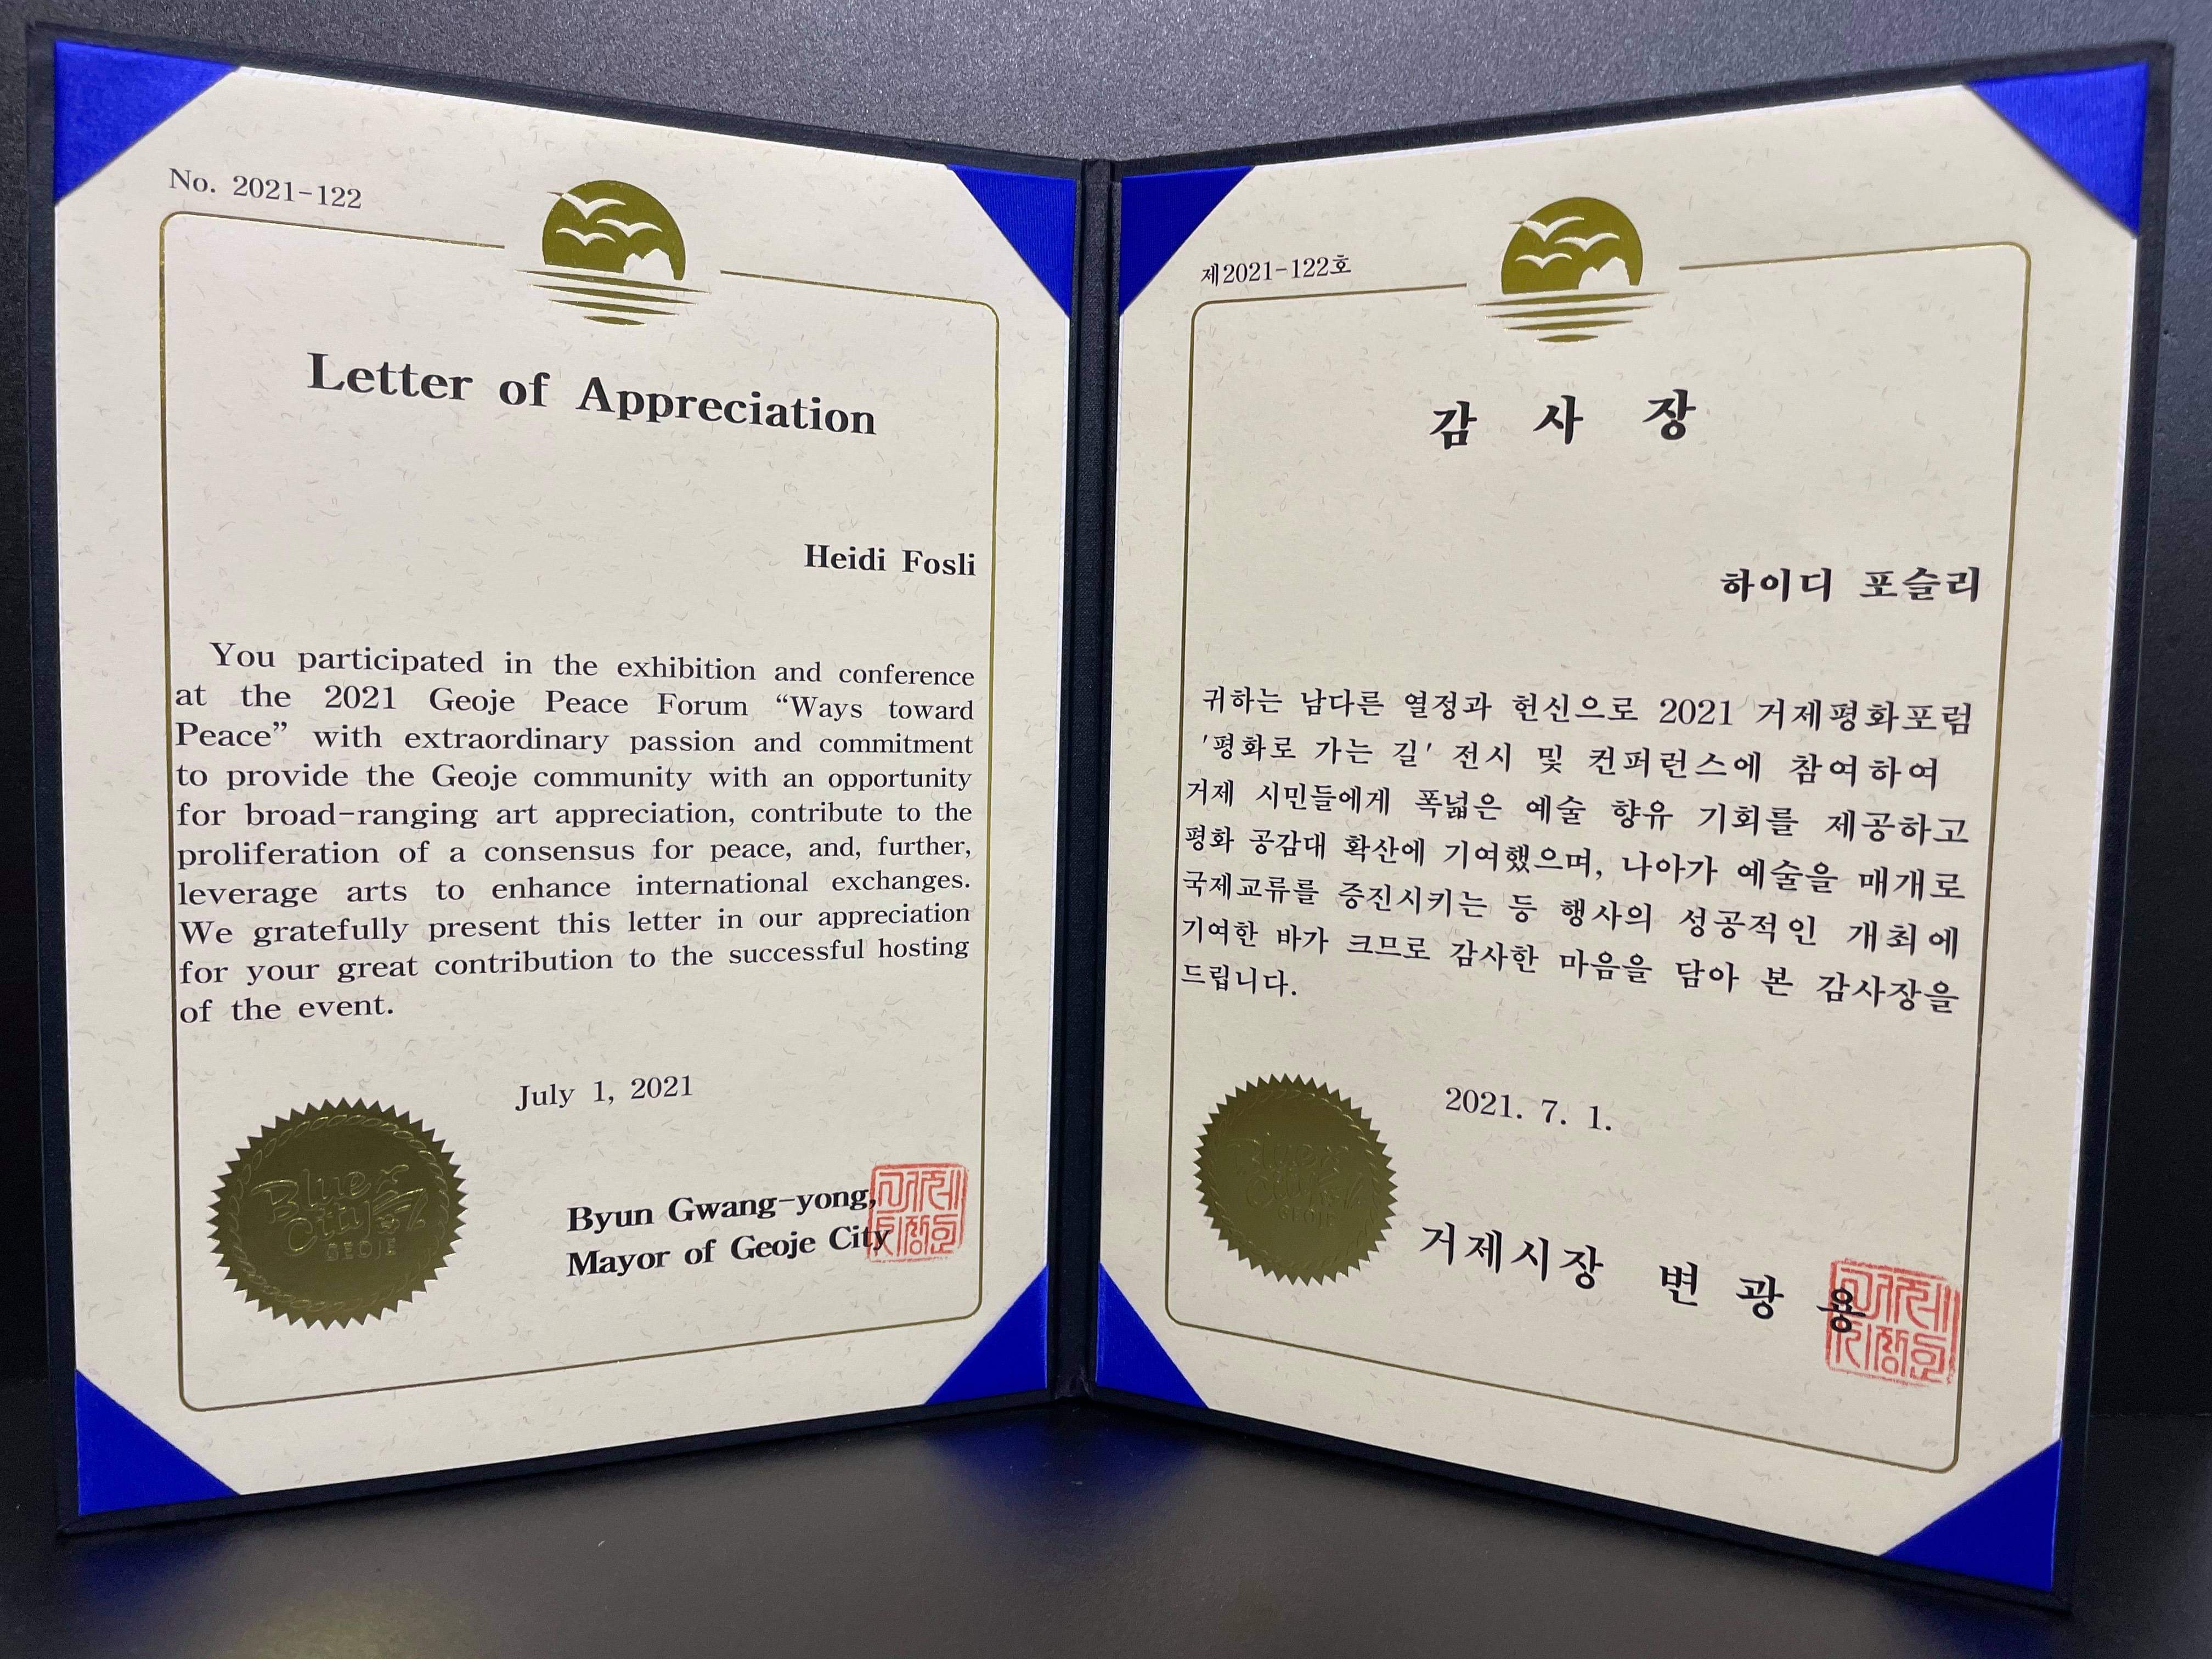 No. 2021-122
Letter of Appreciation
Heidi Fosli
You participated in the exhibition and conference
at the 2021 Geoje Peace Forum “Ways toward
Peace” with extraordinary passion and commitment
to provide the Geoje community with an opportunity
for broad-ranging art appreciation, contribute to the
proliferation of a consensus for peace, and, further,
leverage arts to enhance international exchanges.
We gratefully present this letter in our appreciation
for your great contribution to the successful hosting
of the event.
July 1, 2021
Blue
City
GEOJE
Byun Gwang-yong,
Mayor of Geoje City
제2021-122호
감 사 장
하이디 포슬리
귀하는 남다른 열정과 헌신으로 2021 거제평화포럼
'평화로 가는 길' 전시 및 컨퍼런스에 참여하여
거제 시민들에게 폭넓은 예술 향유 기회를 제공하고
평화 공감대 확산에 기여했으며, 나아가 예술을 매개로
국제교류를 증진시키는 등 행사의 성공적인 개최에
기여한 바가 크므로 감사한 마음을 담아 본 감사장을
드립니다.
2021. 7. 1.
Blue
City
GEOJE
거제시장 변 광 용